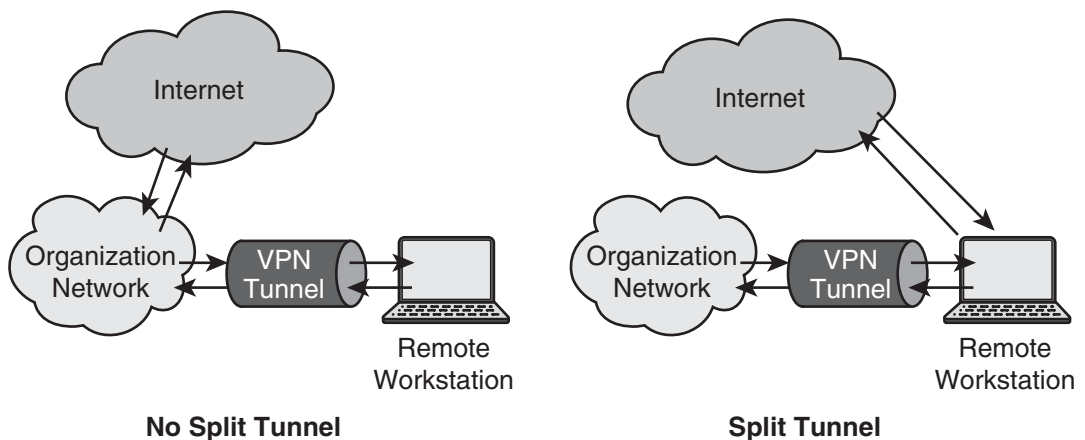 Internet
Organization
Network
VPN
Tunnel
Remote
Workstation
No Split Tunnel
Internet
Organization
Network
VPN
Tunnel
Remote
Workstation
Split Tunnel